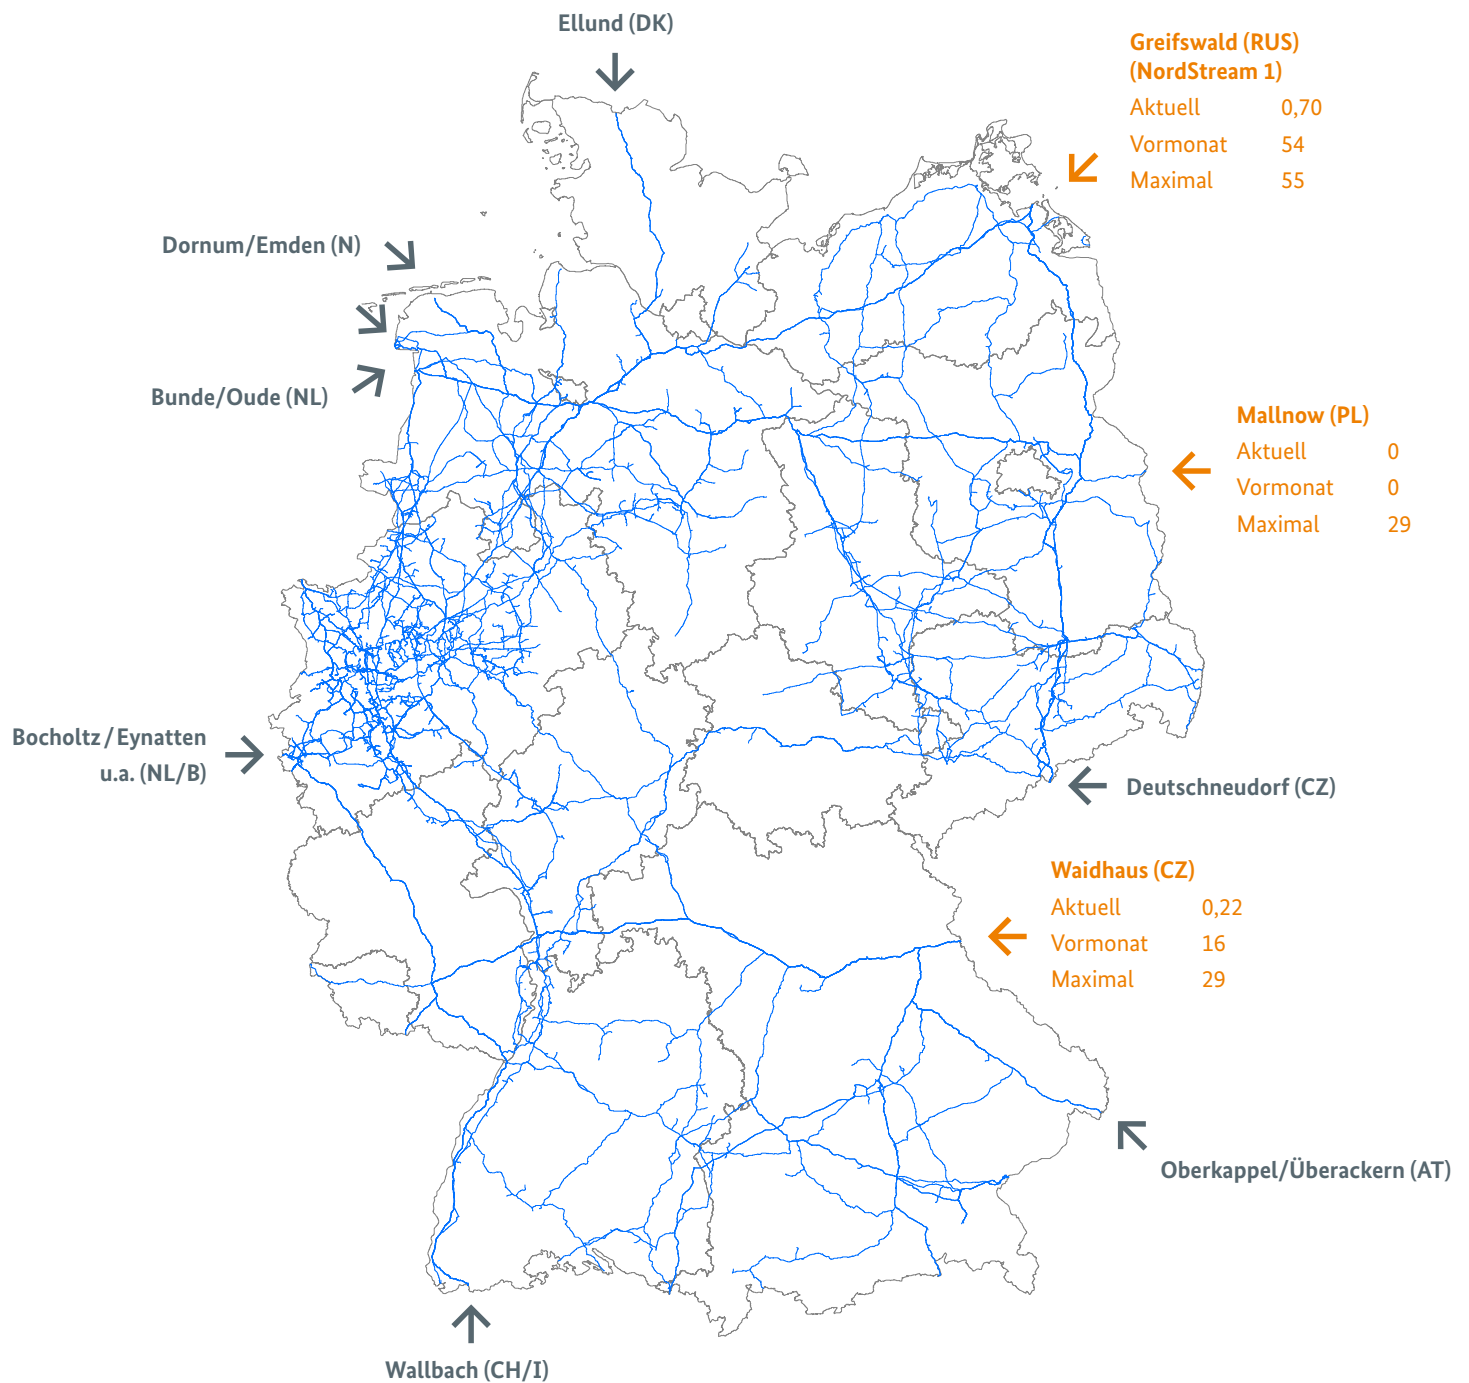 Ellund (DK)
Greifswald (RUS)
(NordStream 1)
Aktuell 0,70
Vormonat 54
Maximal 55
Dornum/Emden (N)
Bunde/Oude (NL)
Mallnow (PL)
Aktuell 0
Vormonat 0
Maximal 29
Bocholtz / Eynatten
u.a. (NL/B)
Deutschneudorf (CZ)
Waidhaus (CZ)
Aktuell 0,22
Vormonat 16
Maximal 29
Oberkappel/Überackern (AT)
Wallbach (CH/I)